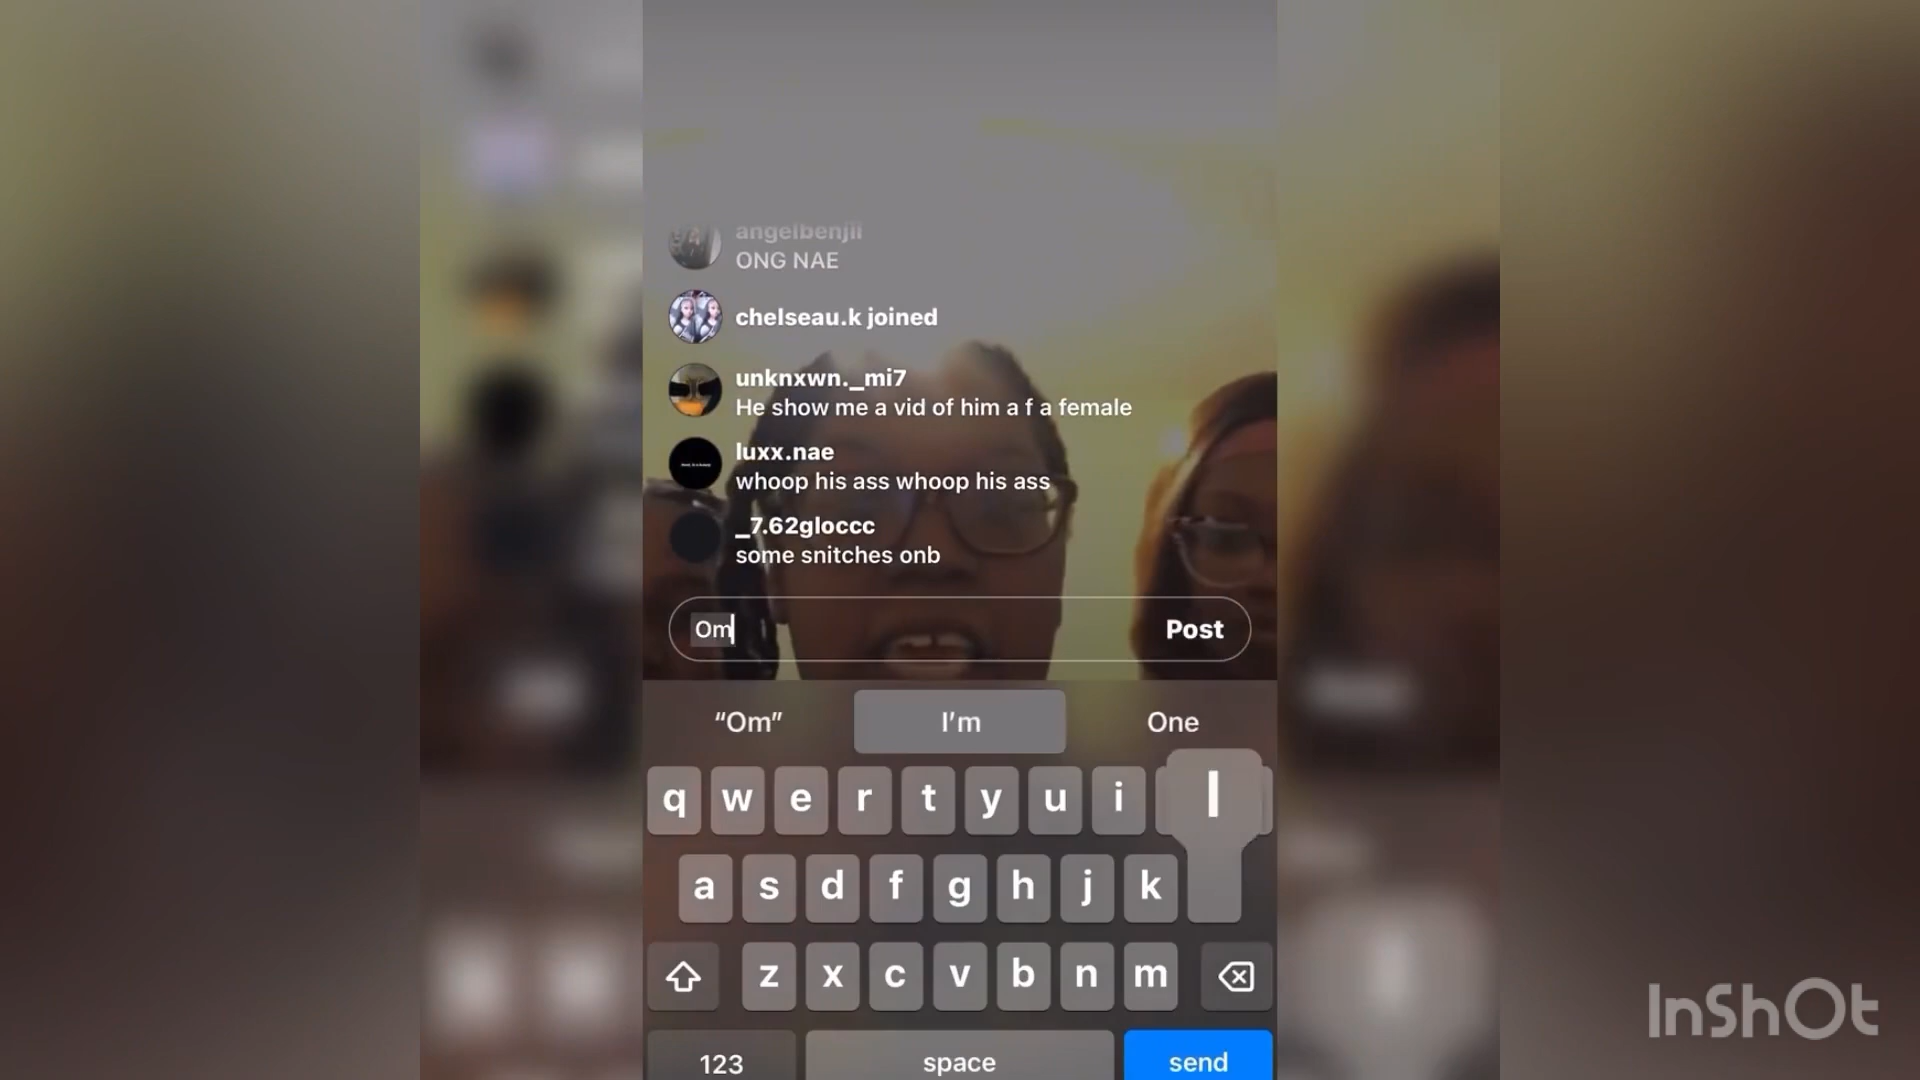 angelbenjii
ONG NAE
chelseau.k joined
unknxwn._mi7
He show me a vid of him a f a female
luxx.nae
whoop his ass whoop his ass
_7.62gloccc
some snitches onb
Om Post
“Om” I’m One
q w e r t y u i
l
a s d f g h j k
z x c v b n m
123 space send
InShOt